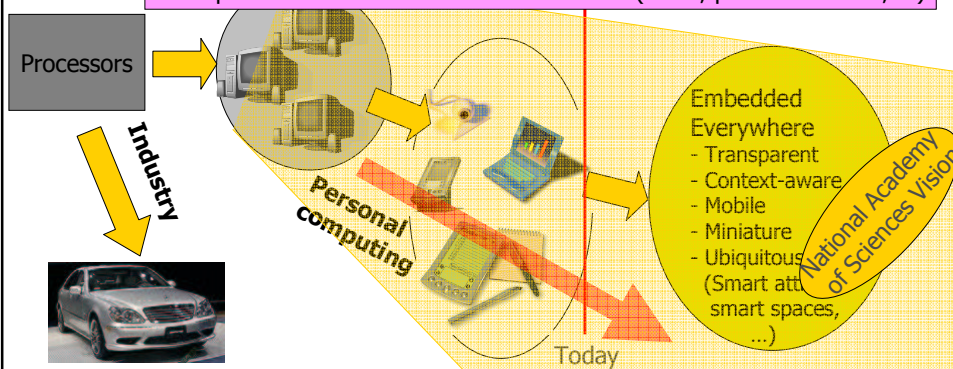 Processors
Industry
Personal
computing
Today
Embedded
Everywhere
- Transparent
- Context-aware
- Mobile
- Miniature
- Ubiquitous
(Smart
smart spaces,
...)
National Academy
of Sciences Vision